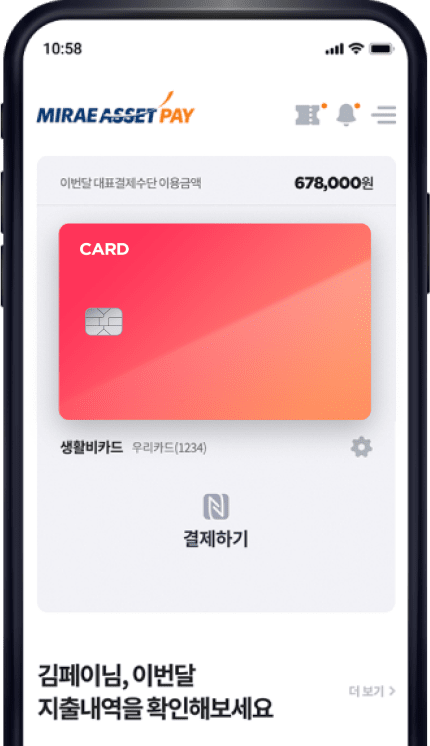 10:58
MIRAE ASSET PAY
이번달 대표결제수단 이용금액 678,000원
CARD
생활비카드 우리카드(1234)
결제하기
김페이님, 이번달
지출내역을 확인해보세요
더 보기 >